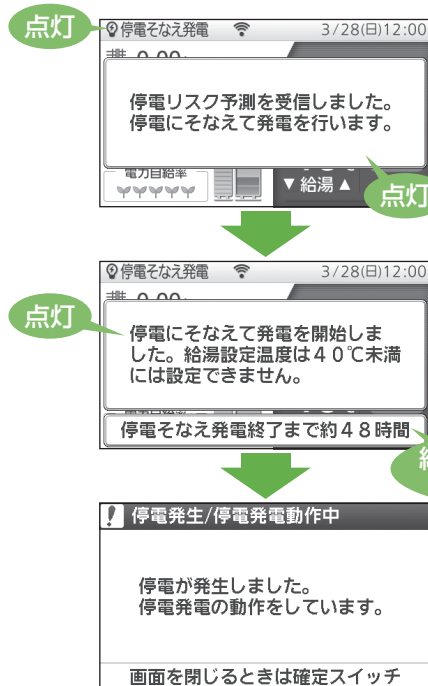 点灯
停電そなえ発電 3/28(日)12:00
停電リスク予測を受信しました。
停電にそなえて発電を行います。
電力自給率
▼給湯▲
点灯
停電そなえ発電 3/28(日)12:00
点灯
停電にそなえて発電を開始しま
した。給湯設定温度は40℃未満
には設定できません。
停電そなえ発電終了まで約48時間
停電発生/停電発電動作中
停電が発生しました。
停電発電の動作をしています。
画面を閉じるときは確定スイッチ